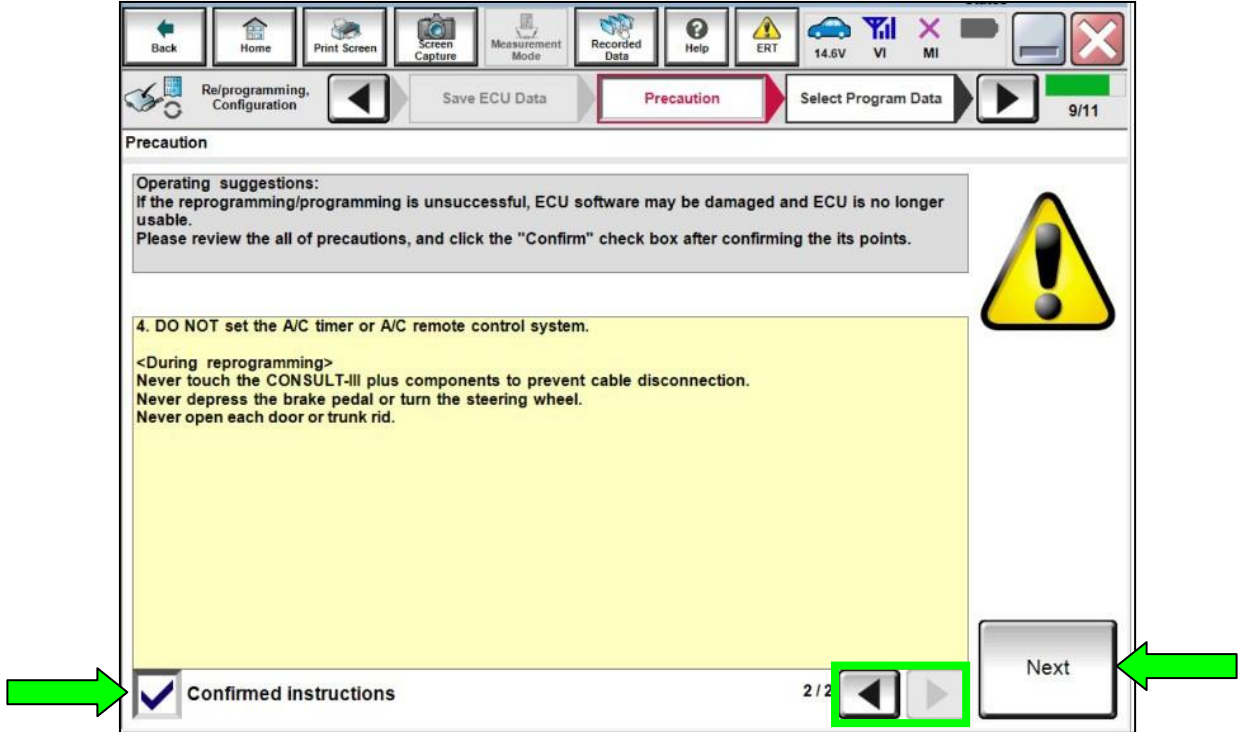 Back
Home
Print Screen
Screen
Capture
Measurement
Mode
Recorded
Data
Help
ERT
14.6V
VI
MI
Re/programming,
Configuration
Save ECU Data
Precaution
Select Program Data
9/11
Precaution
Operating suggestions:
If the reprogramming/programming is unsuccessful, ECU software may be damaged and ECU is no longer
usable.
Please review the all of precautions, and click the "Confirm" check box after confirming the its points.
4. DO NOT set the A/C timer or A/C remote control system.
<During reprogramming>
Never touch the CONSULT-III plus components to prevent cable disconnection.
Never depress the brake pedal or turn the steering wheel.
Never open each door or trunk rid.
Confirmed instructions
2/2
Next